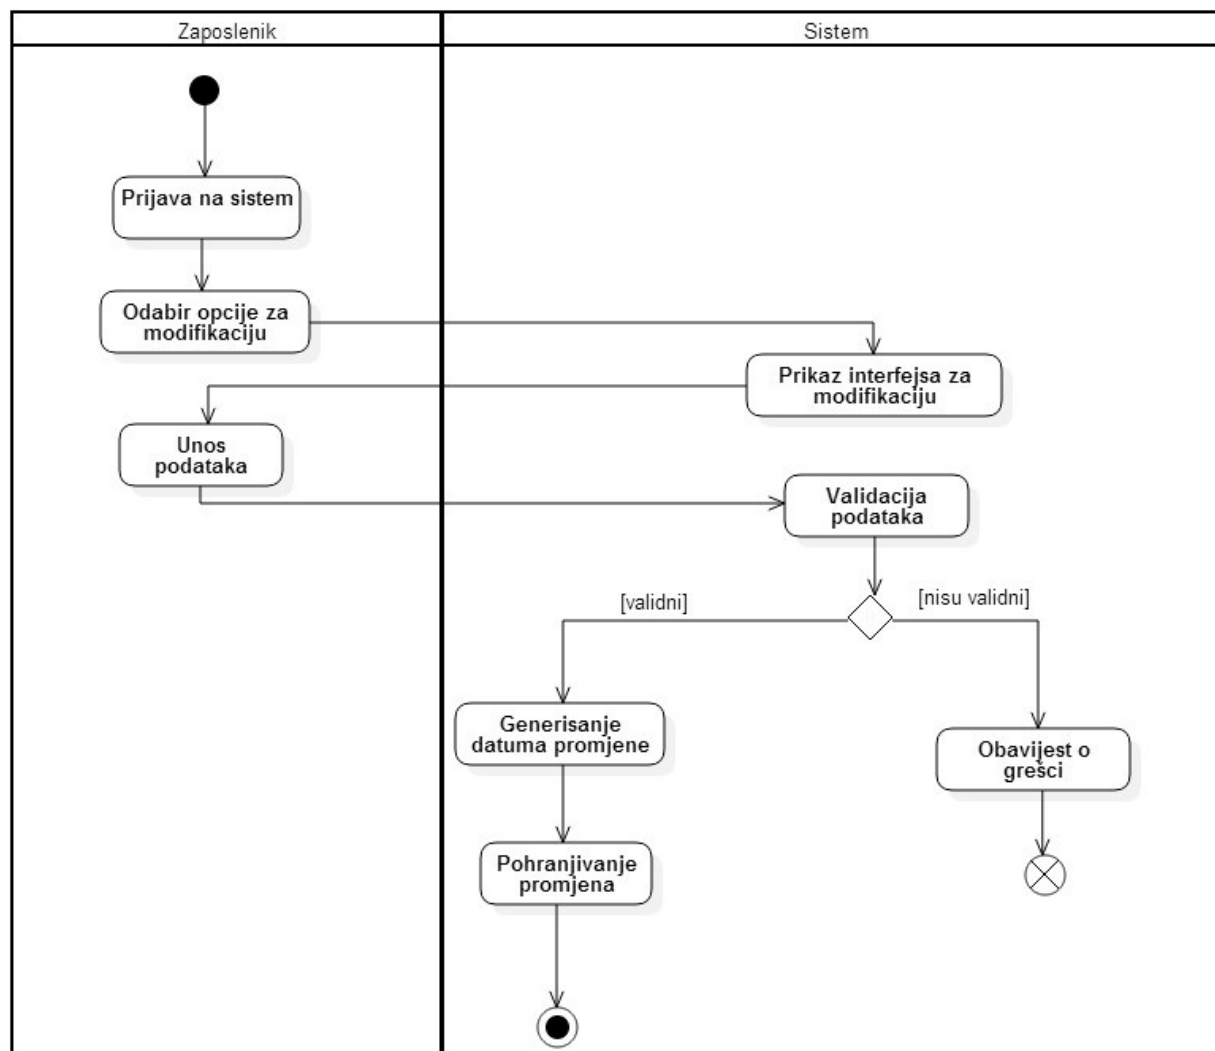 Zaposlenik
Sistem
Prijava na sistem
Odabir opcije za
modifikaciju
Prikaz interfejsa za
modifikaciju
Unos
podataka
Validacija
podataka
[validni]
[nisu validni]
Generisanje
datuma promjene
Obavijest o
grešci
Pohranjivanje
promjena